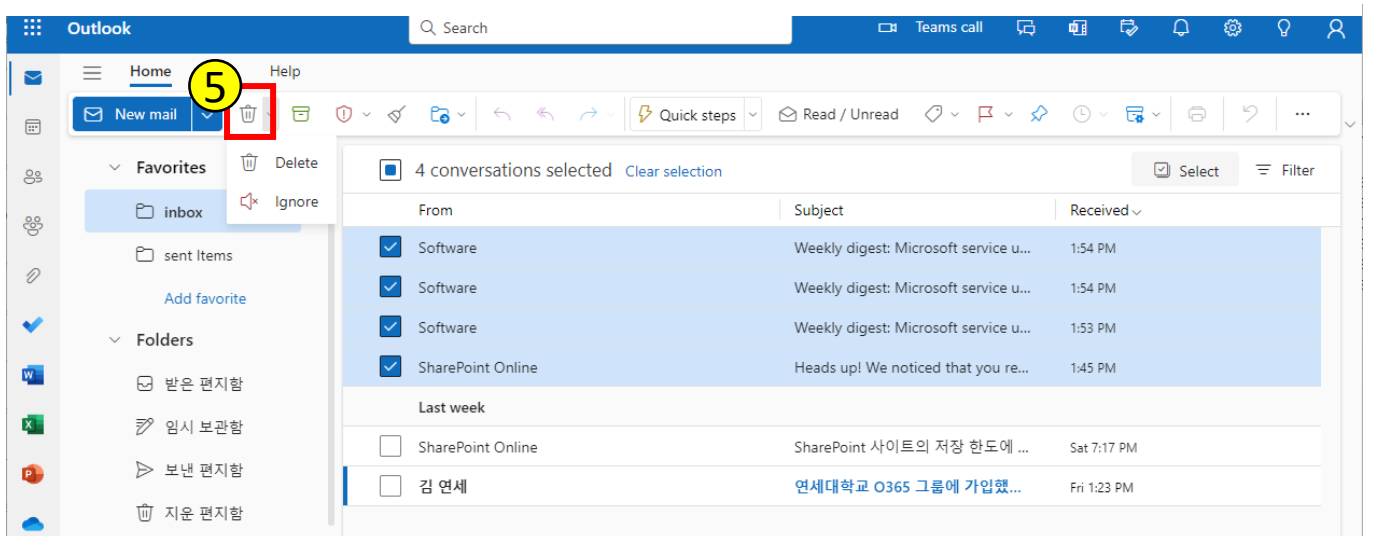 Outlook
Search
Teams call
Home
Help
5
New mail
Quick steps
Read / Unread
Delete
Ignore
Favorites
inbox
sent Items
Add favorite
Folders
받은 편지함
임시 보관함
보낸 편지함
지운 편지함
4 conversations selected Clear selection
Select
Filter
From Subject Received
Software Weekly digest: Microsoft service u... 1:54 PM
Software Weekly digest: Microsoft service u... 1:54 PM
Software Weekly digest: Microsoft service u... 1:53 PM
SharePoint Online Heads up! We noticed that you re... 1:45 PM
Last week
SharePoint Online SharePoint 사이트의 저장 한도에 ... Sat 7:17 PM
김 연세 연세대학교 O365 그룹에 가입했... Fri 1:23 PM